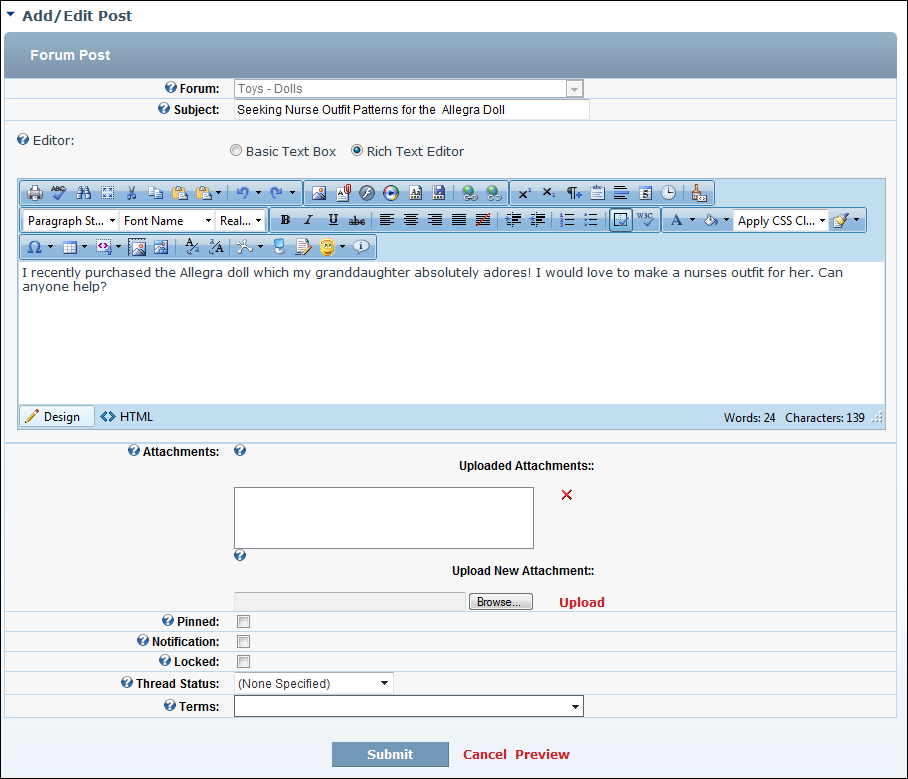 Add/Edit Post
Forum Post
Forum: Toys - Dolls
Subject: Seeking Nurse Outfit Patterns for the Allegra Doll
Editor:
Basic Text Box Rich Text Editor
ABC
Paragraph St... Font Name Real... B I U abc W3C A Apply CSS Cl...
I recently purchased the Allegra doll which my granddaughter absolutely adores! I would love to make a nurses outfit for her. Can
anyone help?
Design HTML Words: 24 Characters: 139
Attachments:
Uploaded Attachments::
Upload New Attachment::
Browse... Upload
Pinned:
Notification:
Locked:
Thread Status: (None Specified)
Terms:
Submit Cancel Preview